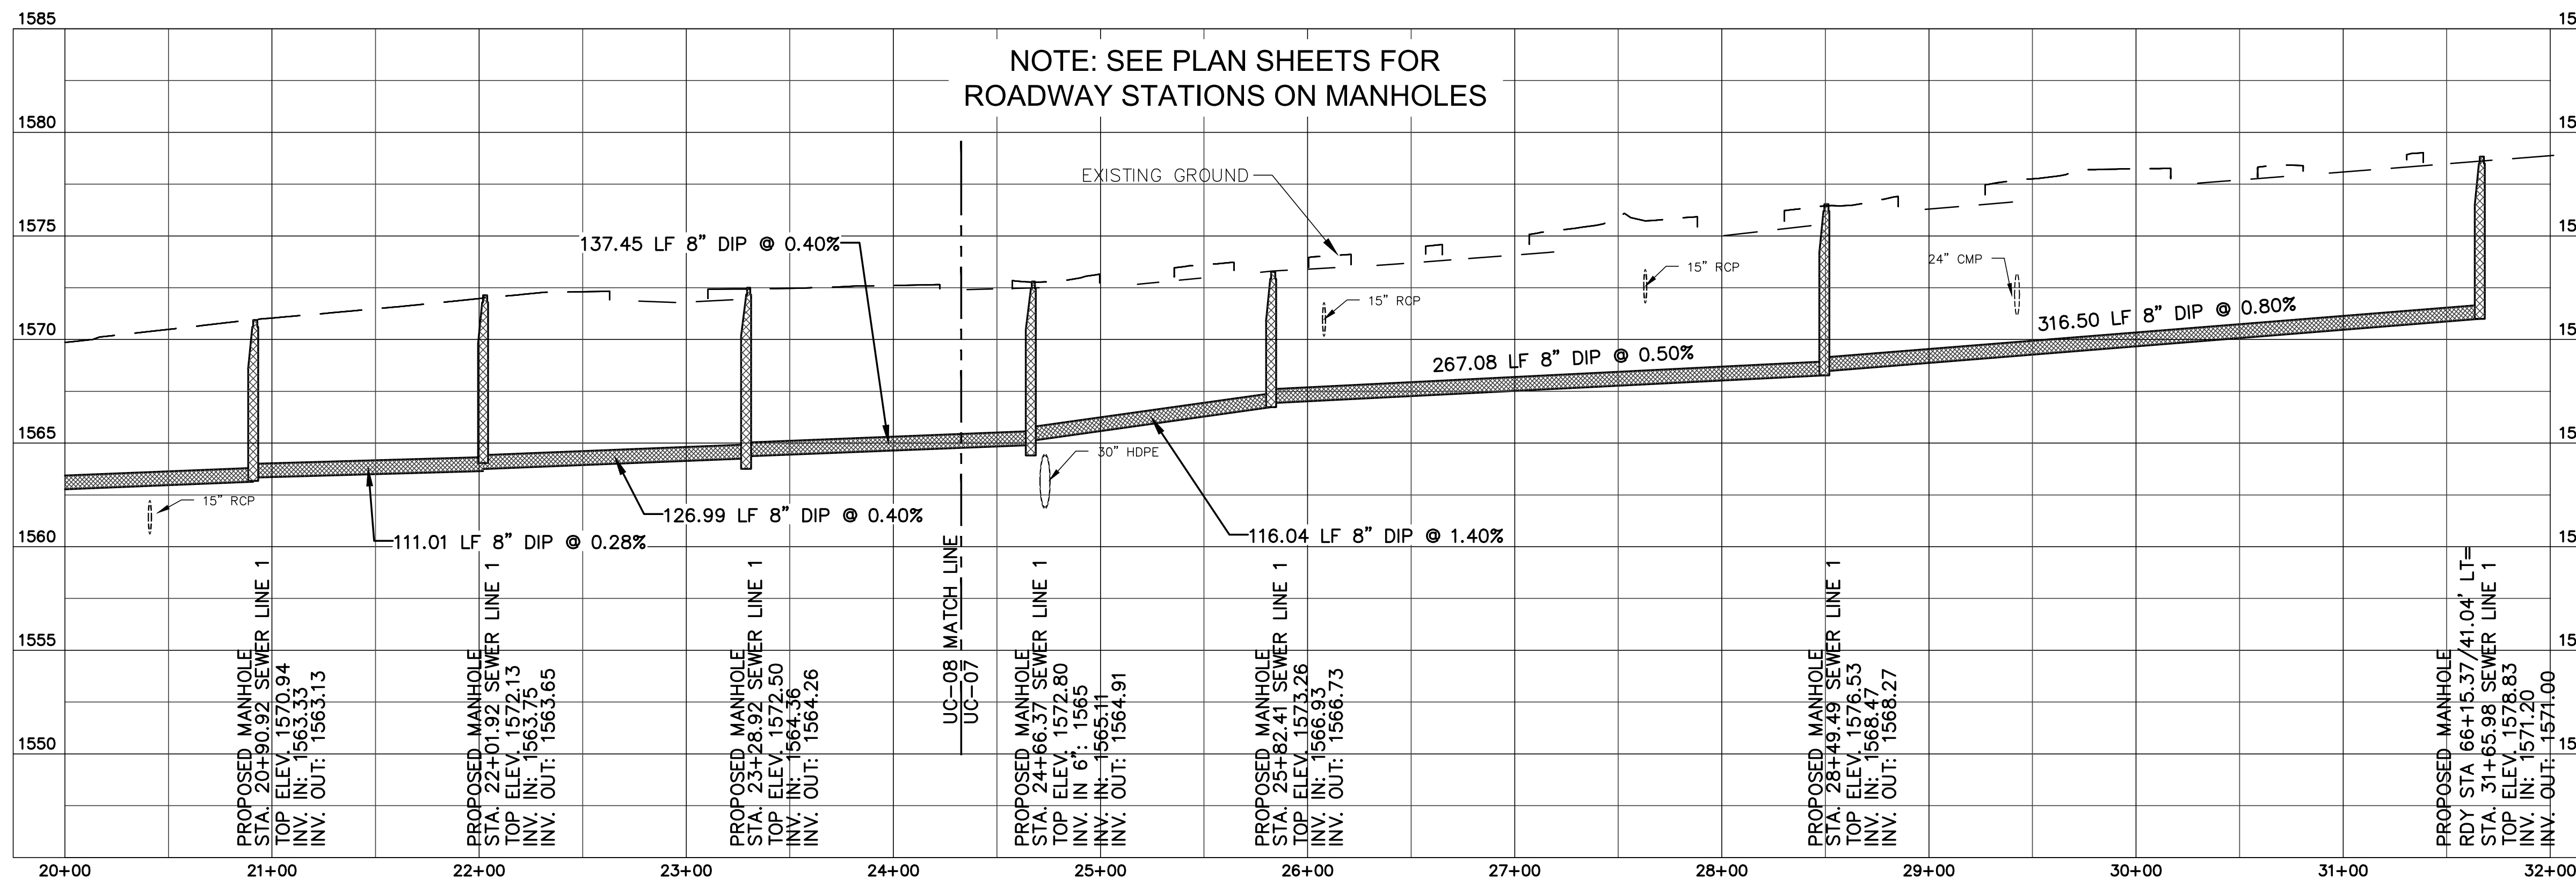 1585
15
NOTE: SEE PLAN SHEETS FOR
ROADWAY STATIONS ON MANHOLES
1580
15
EXISTING GROUND
1575
15
137.45 LF 8" DIP @ 0.40%
15" RCP
24" CMP
15" RCP
1570
15
316.50 LF 8" DIP @ 0.80%
267.08 LF 8" DIP @ 0.50%
1565
15
30" HDPE
15" RCP
126.99 LF 8" DIP @ 0.40%
111.01 LF 8" DIP @ 0.28%
116.04 LF 8" DIP @ 1.40%
1560
15
1555
15
1550
15
PROPOSED MANHOLE
STA. 20+90.92 SEWER LINE 1
TOP ELEV. 1570.94
INV. IN: 1563.33
INV. OUT: 1563.13
PROPOSED MANHOLE
STA. 22+01.92 SEWER LINE 1
TOP ELEV. 1572.13
INV. IN: 1563.75
INV. OUT: 1563.65
PROPOSED MANHOLE
STA. 23+28.92 SEWER LINE 1
TOP ELEV. 1572.50
INV. IN: 1564.36
INV. OUT: 1564.26
UC-08 MATCH LINE
UC-07
PROPOSED MANHOLE
STA. 24+66.37 SEWER LINE 1
TOP ELEV. 1572.80
INV. IN 6": 1565
INV. IN: 1565.11
INV. OUT: 1564.91
PROPOSED MANHOLE
STA. 25+82.41 SEWER LINE 1
TOP ELEV. 1573.26
INV. IN: 1566.93
INV. OUT: 1566.73
PROPOSED MANHOLE
STA. 28+49.49 SEWER LINE 1
TOP ELEV. 1576.53
INV. IN: 1568.47
INV. OUT: 1568.27
PROPOSED MANHOLE
RDY STA 66+15.37/41.04' LT=
STA. 31+65.98 SEWER LINE 1
TOP ELEV. 1578.83
INV. IN: 1571.20
INV. OUT: 1571.00
20+00
21+00
22+00
23+00
24+00
25+00
26+00
27+00
28+00
29+00
30+00
31+00
32+00